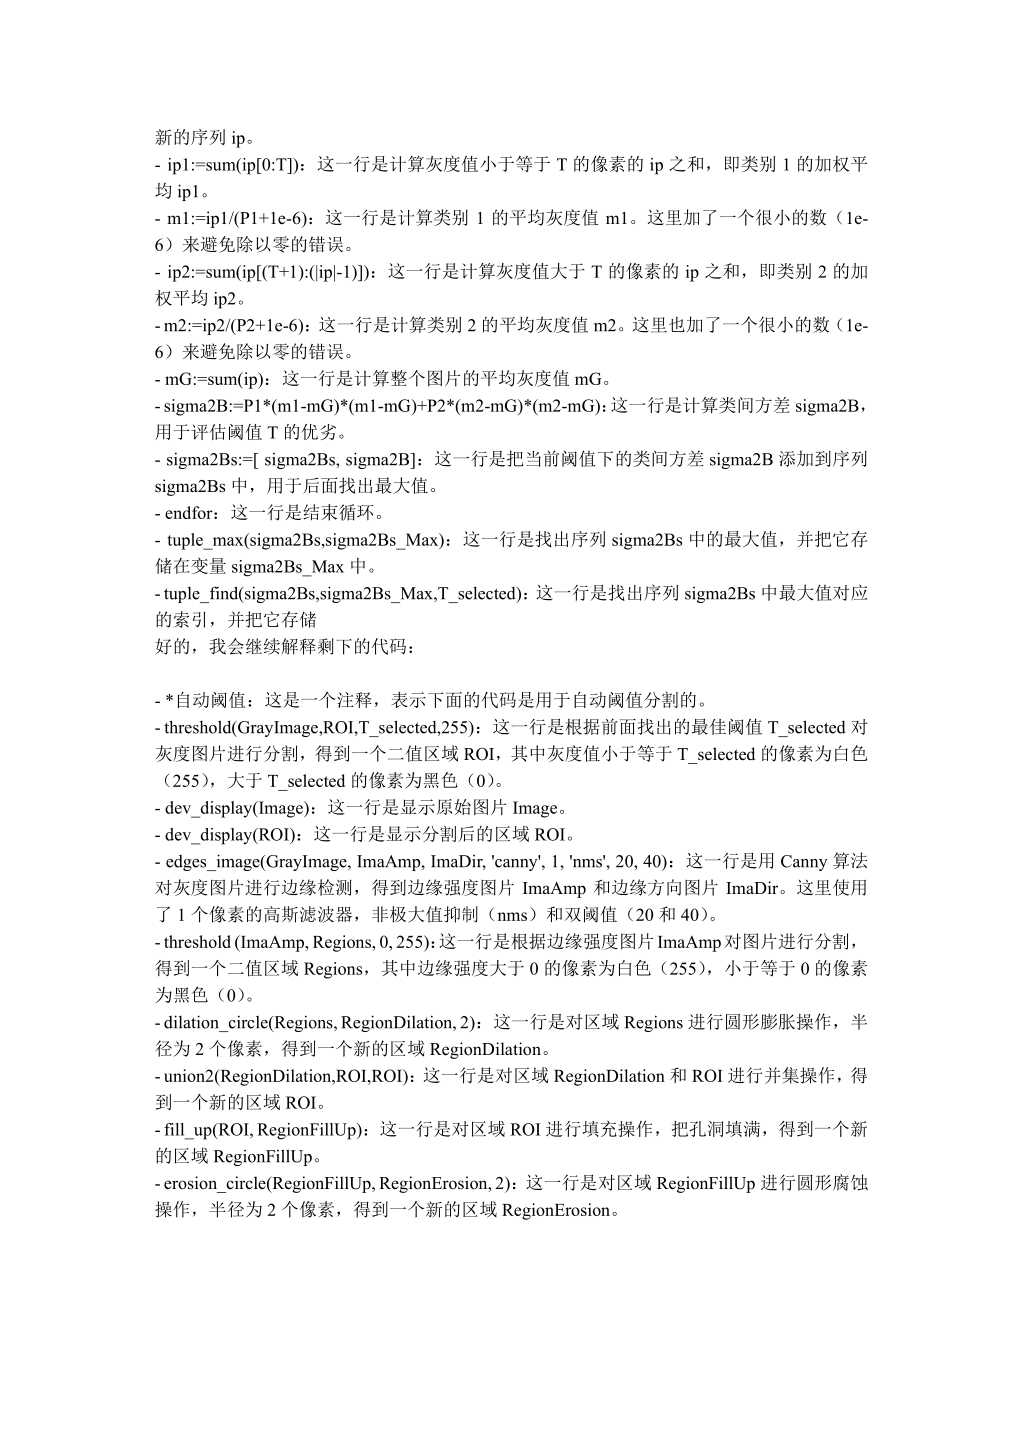 新的序列 ip。
- ip1:=sum(ip[0:T])：这一行是计算灰度值小于等于 T 的像素的 ip 之和，即类别 1 的加权平
均 ip1。
- m1:=ip1/(P1+1e-6)：这一行是计算类别 1 的平均灰度值 m1。这里加了一个很小的数（1e-
6）来避免除以零的错误。
- ip2:=sum(ip[(T+1):(|ip|-1)])：这一行是计算灰度值大于 T 的像素的 ip 之和，即类别 2 的加
权平均 ip2。
- m2:=ip2/(P2+1e-6)：这一行是计算类别 2 的平均灰度值 m2。这里也加了一个很小的数（1e-
6）来避免除以零的错误。
- mG:=sum(ip)：这一行是计算整个图片的平均灰度值 mG。
- sigma2B:=P1*(m1-mG)*(m1-mG)+P2*(m2-mG)*(m2-mG)：这一行是计算类间方差 sigma2B，
用于评估阈值 T 的优劣。
- sigma2Bs:=[ sigma2Bs, sigma2B]：这一行是把当前阈值下的类间方差 sigma2B 添加到序列
sigma2Bs 中，用于后面找出最大值。
- endfor：这一行是结束循环。
- tuple_max(sigma2Bs,sigma2Bs_Max)：这一行是找出序列 sigma2Bs 中的最大值，并把它存
储在变量 sigma2Bs_Max 中。
- tuple_find(sigma2Bs,sigma2Bs_Max,T_selected)：这一行是找出序列 sigma2Bs 中最大值对应
的索引，并把它存储
好的，我会继续解释剩下的代码：
- *自动阈值：这是一个注释，表示下面的代码是用于自动阈值分割的。
- threshold(GrayImage,ROI,T_selected,255)：这一行是根据前面找出的最佳阈值 T_selected 对
灰度图片进行分割，得到一个二值区域 ROI，其中灰度值小于等于 T_selected 的像素为白色
（255），大于 T_selected 的像素为黑色（0）。
- dev_display(Image)：这一行是显示原始图片 Image。
- dev_display(ROI)：这一行是显示分割后的区域 ROI。
- edges_image(GrayImage, ImaAmp, ImaDir, 'canny', 1, 'nms', 20, 40)：这一行是用 Canny 算法
对灰度图片进行边缘检测，得到边缘强度图片 ImaAmp 和边缘方向图片 ImaDir。这里使用
了 1 个像素的高斯滤波器，非极大值抑制（nms）和双阈值（20 和 40）。
- threshold (ImaAmp, Regions, 0, 255)：这一行是根据边缘强度图片 ImaAmp 对图片进行分割，
得到一个二值区域 Regions，其中边缘强度大于 0 的像素为白色（255），小于等于 0 的像素
为黑色（0）。
- dilation_circle(Regions, RegionDilation, 2)：这一行是对区域 Regions 进行圆形膨胀操作，半
径为 2 个像素，得到一个新的区域 RegionDilation。
- union2(RegionDilation,ROI,ROI)：这一行是对区域 RegionDilation 和 ROI 进行并集操作，得
到一个新的区域 ROI。
- fill_up(ROI, RegionFillUp)：这一行是对区域 ROI 进行填充操作，把孔洞填满，得到一个新
的区域 RegionFillUp。
- erosion_circle(RegionFillUp, RegionErosion, 2)：这一行是对区域 RegionFillUp 进行圆形腐蚀
操作，半径为 2 个像素，得到一个新的区域 RegionErosion。